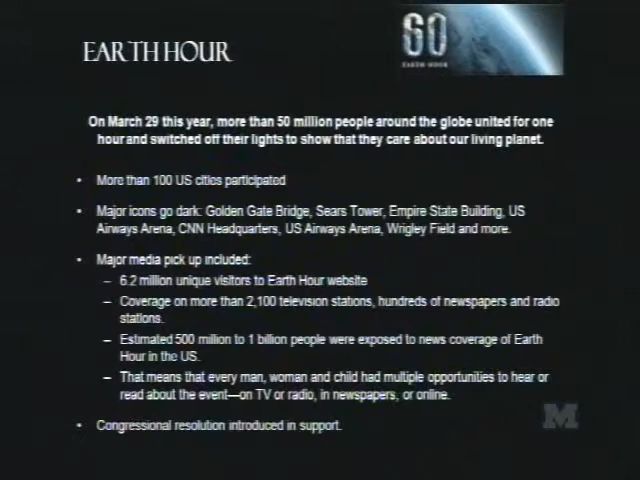 EARTH HOUR
60
EARTH HOUR
On March 29 this year, more than 50 million people around the globe united for one
hour and switched off their lights to show that they care about our living planet.
• More than 100 US cities participated
• Major icons go dark: Golden Gate Bridge, Sears Tower, Empire State Building, US
Airways Arena, CNN Headquarters, US Airways Arena, Wrigley Field and more.
• Major media pick up included:
– 6.2 million unique visitors to Earth Hour website
– Coverage on more than 2,100 television stations, hundreds of newspapers and radio
stations.
– Estimated 500 million to 1 billion people were exposed to news coverage of Earth
Hour in the US.
– That means that every man, woman and child had multiple opportunities to hear or
read about the event—on TV or radio, in newspapers, or online.
M
• Congressional resolution introduced in support.